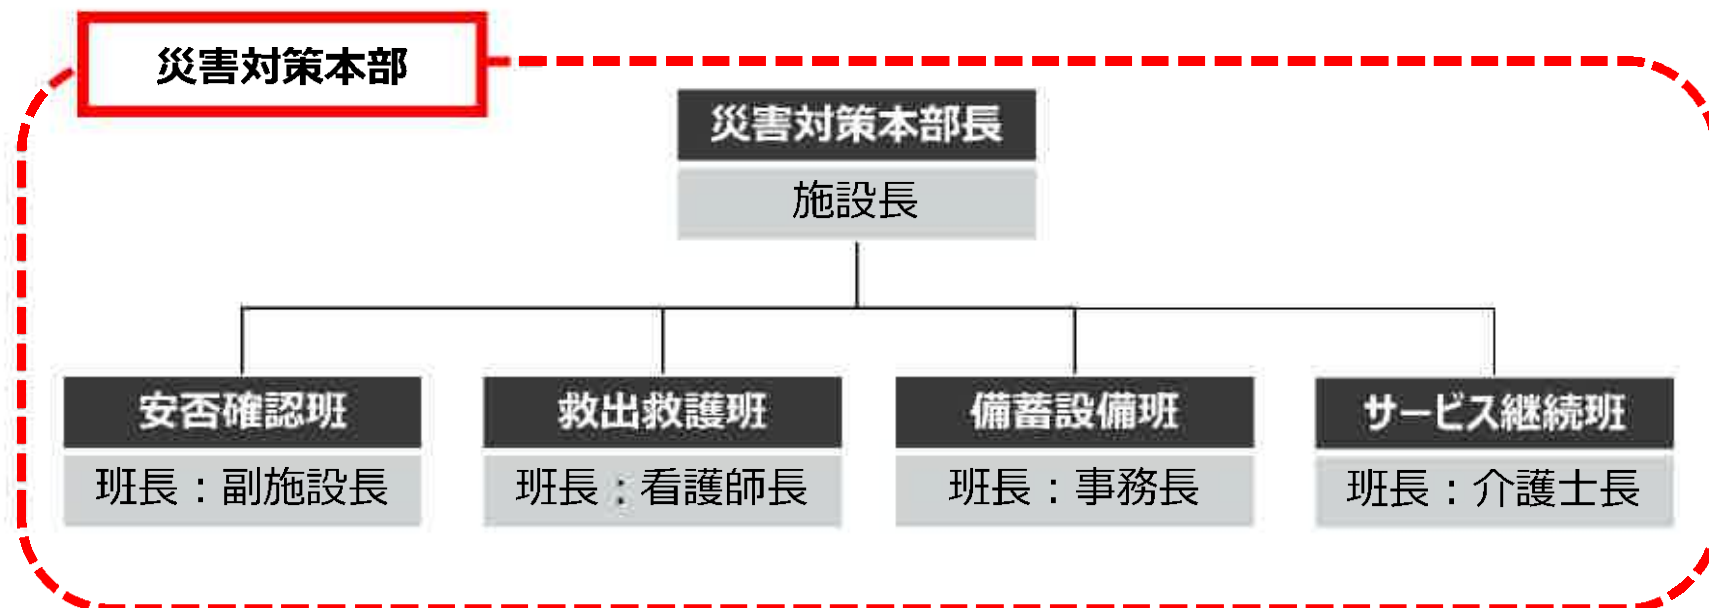 災害対策本部
災害対策本部長
施設長
安否確認班
班長：副施設長
救出救護班
班長：看護師長
備蓄設備班
班長：事務長
サービス継続班
班長：介護士長